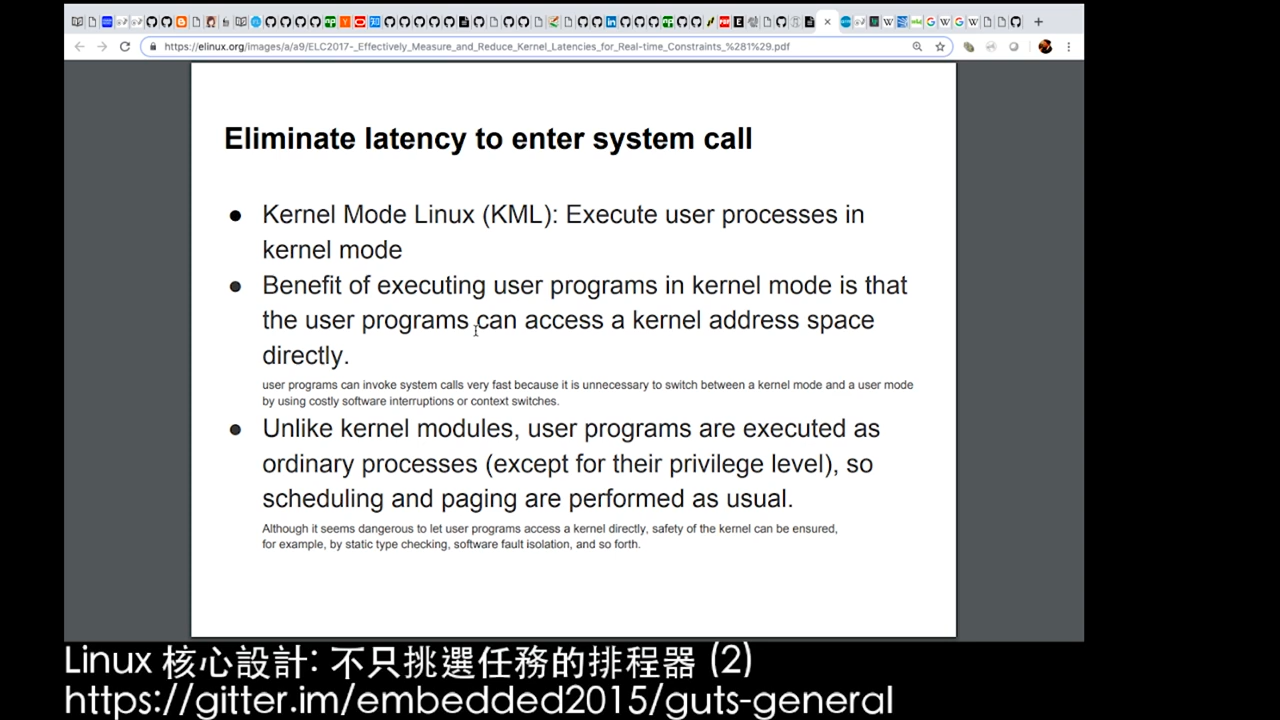 https://elinux.org/images/a/a9/ELC2017-_Effectively_Measure_and_Reduce_Kernel_Latencies_for_Real-time_Constraints_%281%29.pdf
Eliminate latency to enter system call
● Kernel Mode Linux (KML): Execute user processes in
kernel mode
● Benefit of executing user programs in kernel mode is that
the user programs can access a kernel address space
directly.
user programs can invoke system calls very fast because it is unnecessary to switch between a kernel mode and a user mode
by using costly software interruptions or context switches.
● Unlike kernel modules, user programs are executed as
ordinary processes (except for their privilege level), so
scheduling and paging are performed as usual.
Although it seems dangerous to let user programs access a kernel directly, safety of the kernel can be ensured,
for example, by static type checking, software fault isolation, and so forth.
Linux 核心設計: 不只挑選任務的排程器 (2)
https://gitter.im/embedded2015/guts-general